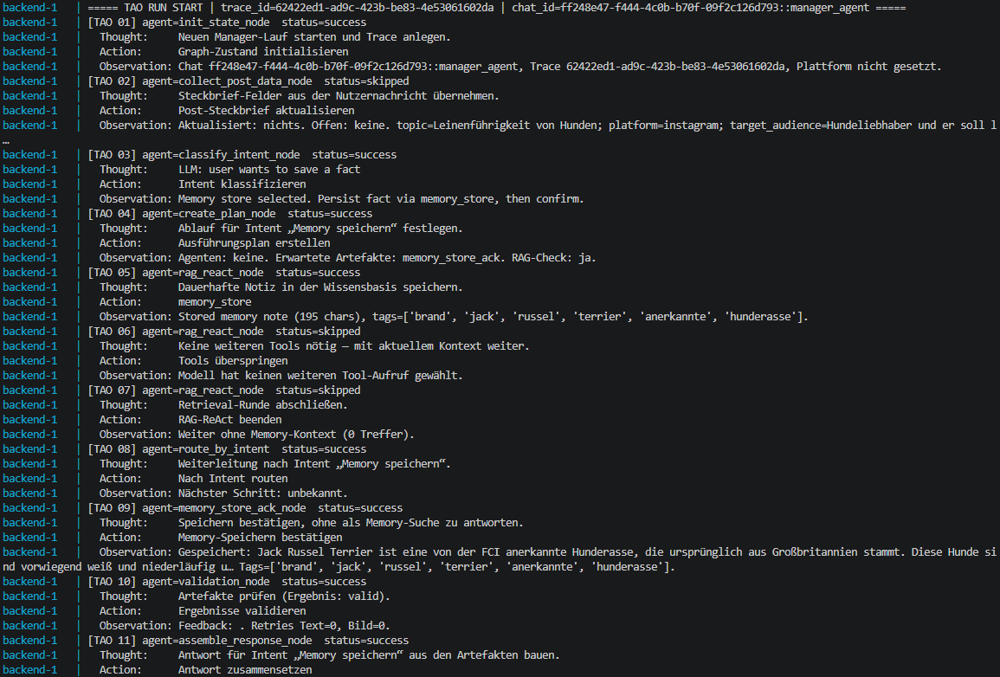 backend-1   | ===== TAO RUN START | trace_id=62422ed1-ad9c-423b-be83-4e53061602da | chat_id=ff248e47-f444-4c0b-b70f-09f2c126d793::manager_agent =====
backend-1   | [TAO 01] agent=init_state_node  status=success
backend-1   |   Thought:     Neuen Manager-Lauf starten und Trace anlegen.
backend-1   |   Action:      Graph-Zustand initialisieren
backend-1   |   Observation: Chat ff248e47-f444-4c0b-b70f-09f2c126d793::manager_agent, Trace 62422ed1-ad9c-423b-be83-4e53061602da, Plattform nicht gesetzt.
backend-1   | [TAO 02] agent=collect_post_data_node  status=skipped
backend-1   |   Thought:     Steckbrief-Felder aus der Nutzernachricht übernehmen.
backend-1   |   Action:      Post-Steckbrief aktualisieren
backend-1   |   Observation: Aktualisiert: nichts. Offen: keine. topic=Leinenführigkeit von Hunden; platform=instagram; target_audience=Hundeliebhaber und er soll l
…
backend-1   | [TAO 03] agent=classify_intent_node  status=success
backend-1   |   Thought:     LLM: user wants to save a fact
backend-1   |   Action:      Intent klassifizieren
backend-1   |   Observation: Memory store selected. Persist fact via memory_store, then confirm.
backend-1   | [TAO 04] agent=create_plan_node  status=success
backend-1   |   Thought:     Ablauf für Intent „Memory speichern“ festlegen.
backend-1   |   Action:      Ausführungsplan erstellen
backend-1   |   Observation: Agenten: keine. Erwartete Artefakte: memory_store_ack. RAG-Check: ja.
backend-1   | [TAO 05] agent=rag_react_node  status=success
backend-1   |   Thought:     Dauerhafte Notiz in der Wissensbasis speichern.
backend-1   |   Action:      memory_store
backend-1   |   Observation: Stored memory note (195 chars), tags=['brand', 'jack', 'russel', 'terrier', 'anerkannte', 'hunderasse'].
backend-1   | [TAO 06] agent=rag_react_node  status=skipped
backend-1   |   Thought:     Keine weiteren Tools nötig – mit aktuellem Kontext weiter.
backend-1   |   Action:      Tools überspringen
backend-1   |   Observation: Modell hat keinen weiteren Tool-Aufruf gewählt.
backend-1   | [TAO 07] agent=rag_react_node  status=skipped
backend-1   |   Thought:     Retrieval-Runde abschließen.
backend-1   |   Action:      RAG-ReAct beenden
backend-1   |   Observation: Weiter ohne Memory-Kontext (0 Treffer).
backend-1   | [TAO 08] agent=route_by_intent  status=success
backend-1   |   Thought:     Weiterleitung nach Intent „Memory speichern“.
backend-1   |   Action:      Nach Intent routen
backend-1   |   Observation: Nächster Schritt: unbekannt.
backend-1   | [TAO 09] agent=memory_store_ack_node  status=success
backend-1   |   Thought:     Speichern bestätigen, ohne als Memory-Suche zu antworten.
backend-1   |   Action:      Memory-Speichern bestätigen
backend-1   |   Observation: Gespeichert: Jack Russel Terrier ist eine von der FCI anerkannte Hunderasse, die ursprünglich aus Großbritannien stammt. Diese Hunde si
nd vorwiegend weiß und niederläufig u… Tags=['brand', 'jack', 'russel', 'terrier', 'anerkannte', 'hunderasse'].
backend-1   | [TAO 10] agent=validation_node  status=success
backend-1   |   Thought:     Artefakte prüfen (Ergebnis: valid).
backend-1   |   Action:      Ergebnisse validieren
backend-1   |   Observation: Feedback: . Retries Text=0, Bild=0.
backend-1   | [TAO 11] agent=assemble_response_node  status=success
backend-1   |   Thought:     Antwort für Intent „Memory speichern“ aus den Artefakten bauen.
backend-1   |   Action:      Antwort zusammensetzen